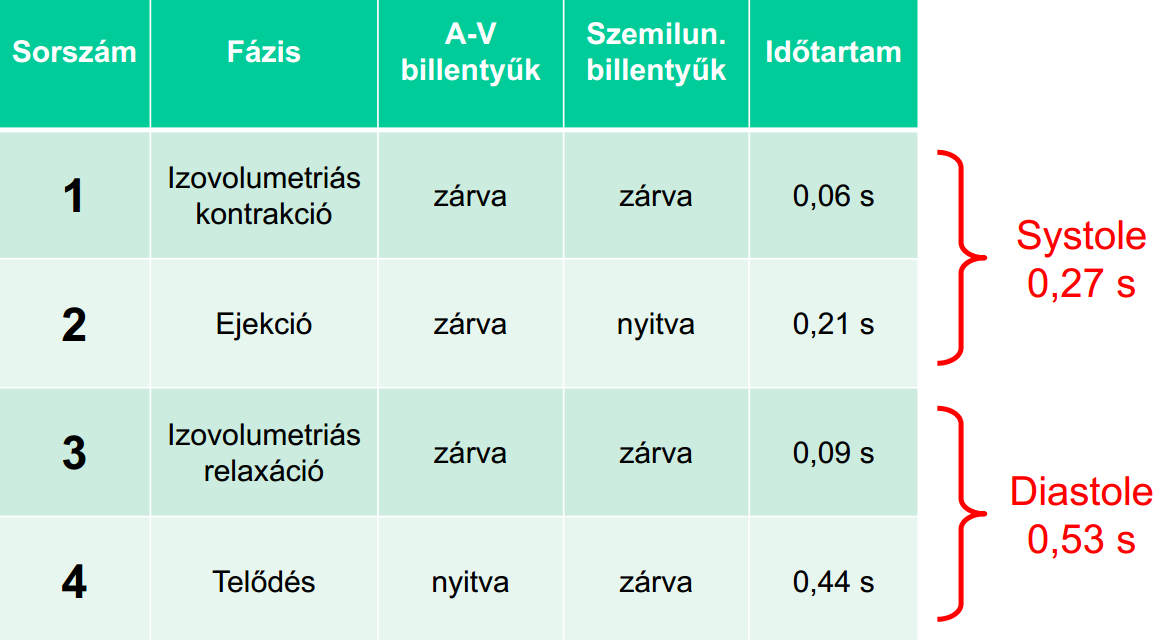 Sorszám
Fázis
A-V
billentyűk
Szemilun.
billentyűk
Időtartam
1
Izovolumetriás
kontrakció
zárva
zárva
0,06 s
2
Ejekció
zárva
nyitva
0,21 s
Systole
0,27 s
3
Izovolumetriás
relaxáció
zárva
zárva
0,09 s
4
Telődés
nyitva
zárva
0,44 s
Diastole
0,53 s